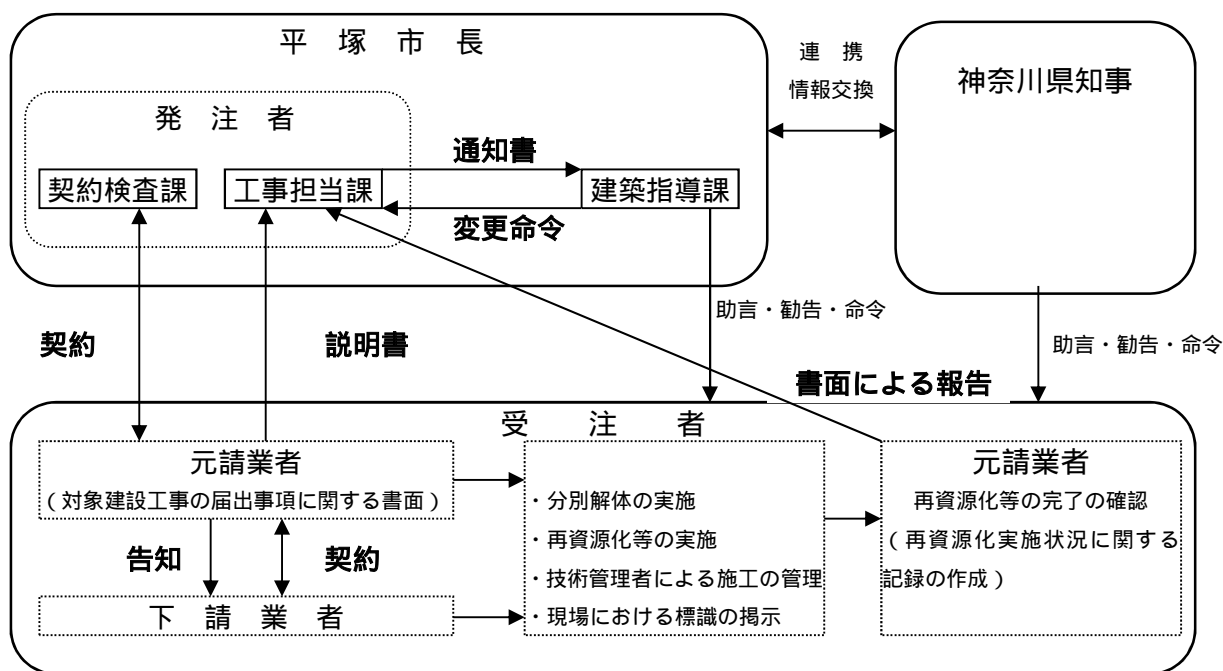 平塚市長
発注者
契約検査課
工事担当課
通知書
変更命令
建築指導課
連携
情報交換
神奈川県知事
契約
説明書
助言・勧告・命令
助言・勧告・命令
書面による報告
受注者
元請業者
(対象建設工事の届出事項に関する書面)
告知
契約
下請業者
・分別解体の実施
・再資源化等の実施
・技術管理者による施工の管理
・現場における標識の掲示
元請業者
再資源化等の完了の確認
(再資源化実施状況に関する
記録の作成)